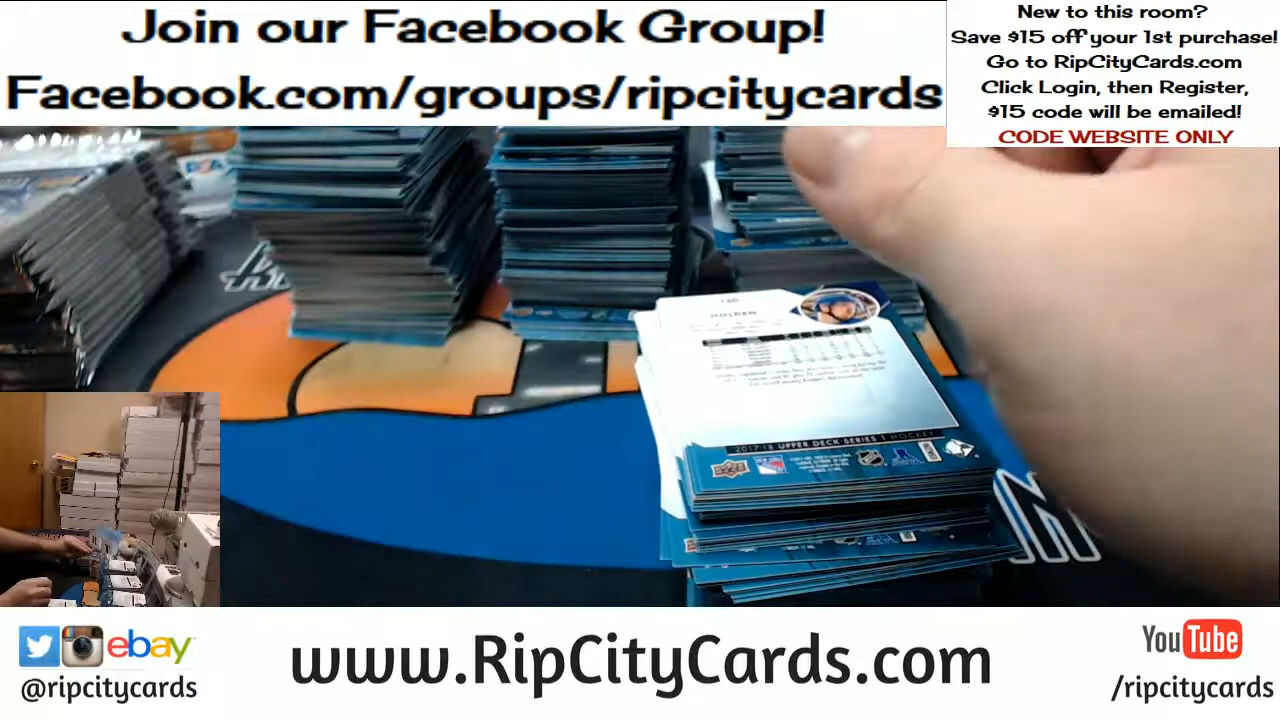 Join our Facebook Group!
Facebook.com/groups/ripcitycards
New to this room?
Save $15 off your 1st purchase!
Go to RipCityCards.com
Click Login, then Register,
$15 code will be emailed!
CODE WEBSITE ONLY
HOLDEN
2017-18 UPPER DECK SERIES 1 HOCKEY
ebay
@ripcitycards
www.RipCityCards.com
YouTube
/ripcitycards